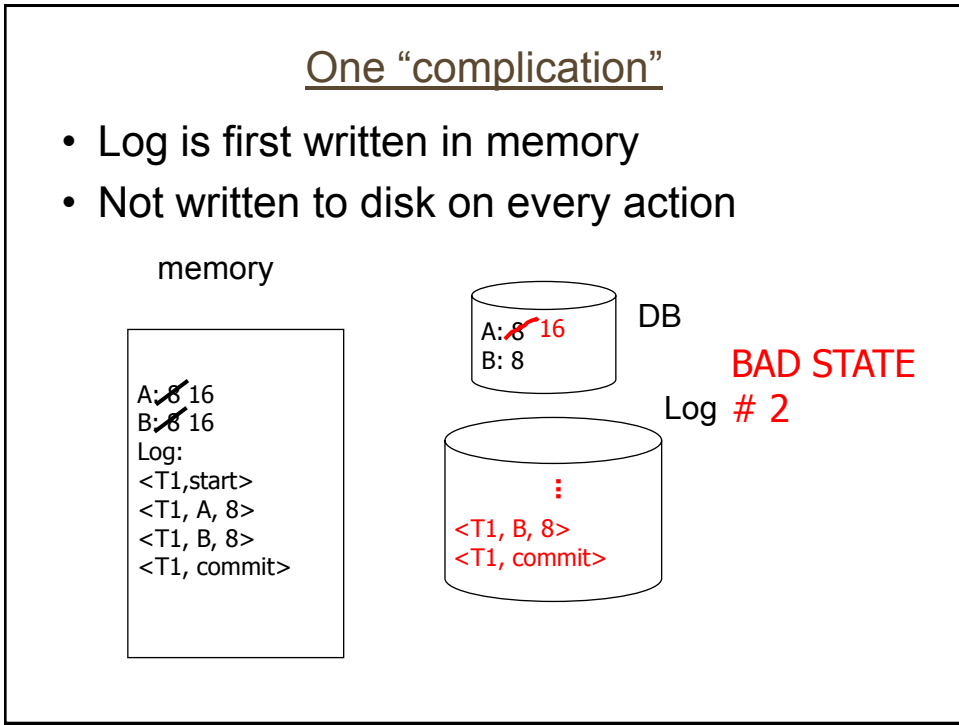 One “complication”
• Log is first written in memory
• Not written to disk on every action
memory
A: 8 16
B: 8 16
Log:
<T1,start>
<T1, A, 8>
<T1, B, 8>
<T1, commit>
A: 8 16
B: 8
DB
BAD STATE
Log # 2
⋮
<T1, B, 8>
<T1, commit>